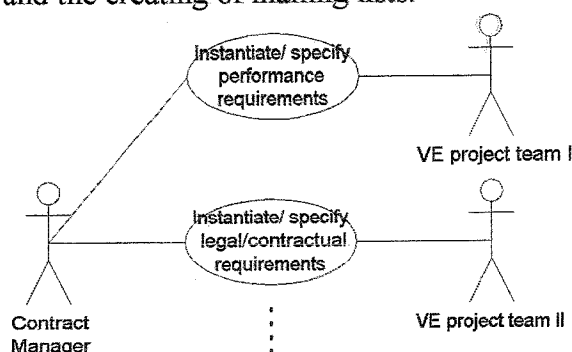 and the creating of mailing lists.
Instantiate/ specify
performance
requirements
VE project team I
Instantiate/ specify
legal/contractual
requirements
Contract
Manager
VE project team II